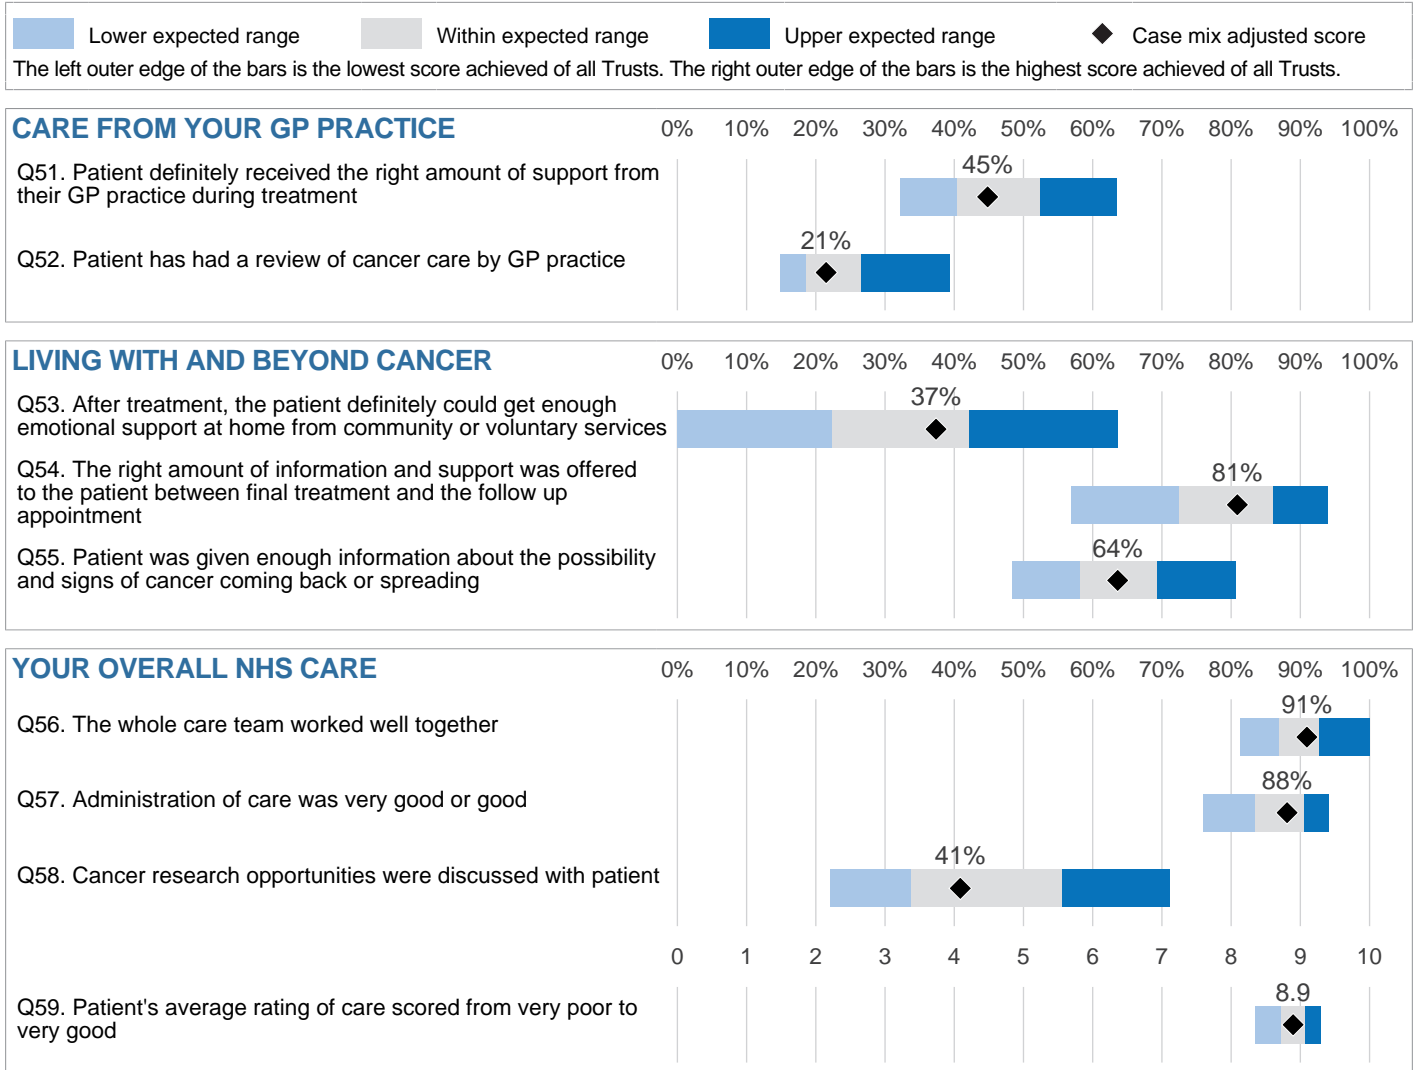 Lower expected range Within expected range Upper expected range Case mix adjusted score
The left outer edge of the bars is the lowest score achieved of all Trusts. The right outer edge of the bars is the highest score achieved of all Trusts.
CARE FROM YOUR GP PRACTICE 0% 10% 20% 30% 40% 50% 60% 70% 80% 90% 100%
45%
Q51. Patient definitely received the right amount of support from
their GP practice during treatment
21%
Q52. Patient has had a review of cancer care by GP practice
LIVING WITH AND BEYOND CANCER 0% 10% 20% 30% 40% 50% 60% 70% 80% 90% 100%
37%
Q53. After treatment, the patient definitely could get enough
emotional support at home from community or voluntary services
81%
Q54. The right amount of information and support was offered
to the patient between final treatment and the follow up
appointment
64%
Q55. Patient was given enough information about the possibility
and signs of cancer coming back or spreading
YOUR OVERALL NHS CARE 0% 10% 20% 30% 40% 50% 60% 70% 80% 90% 100%
91%
Q56. The whole care team worked well together
88%
Q57. Administration of care was very good or good
41%
Q58. Cancer research opportunities were discussed with patient
0 1 2 3 4 5 6 7 8 9 10
8.9
Q59. Patient's average rating of care scored from very poor to
very good